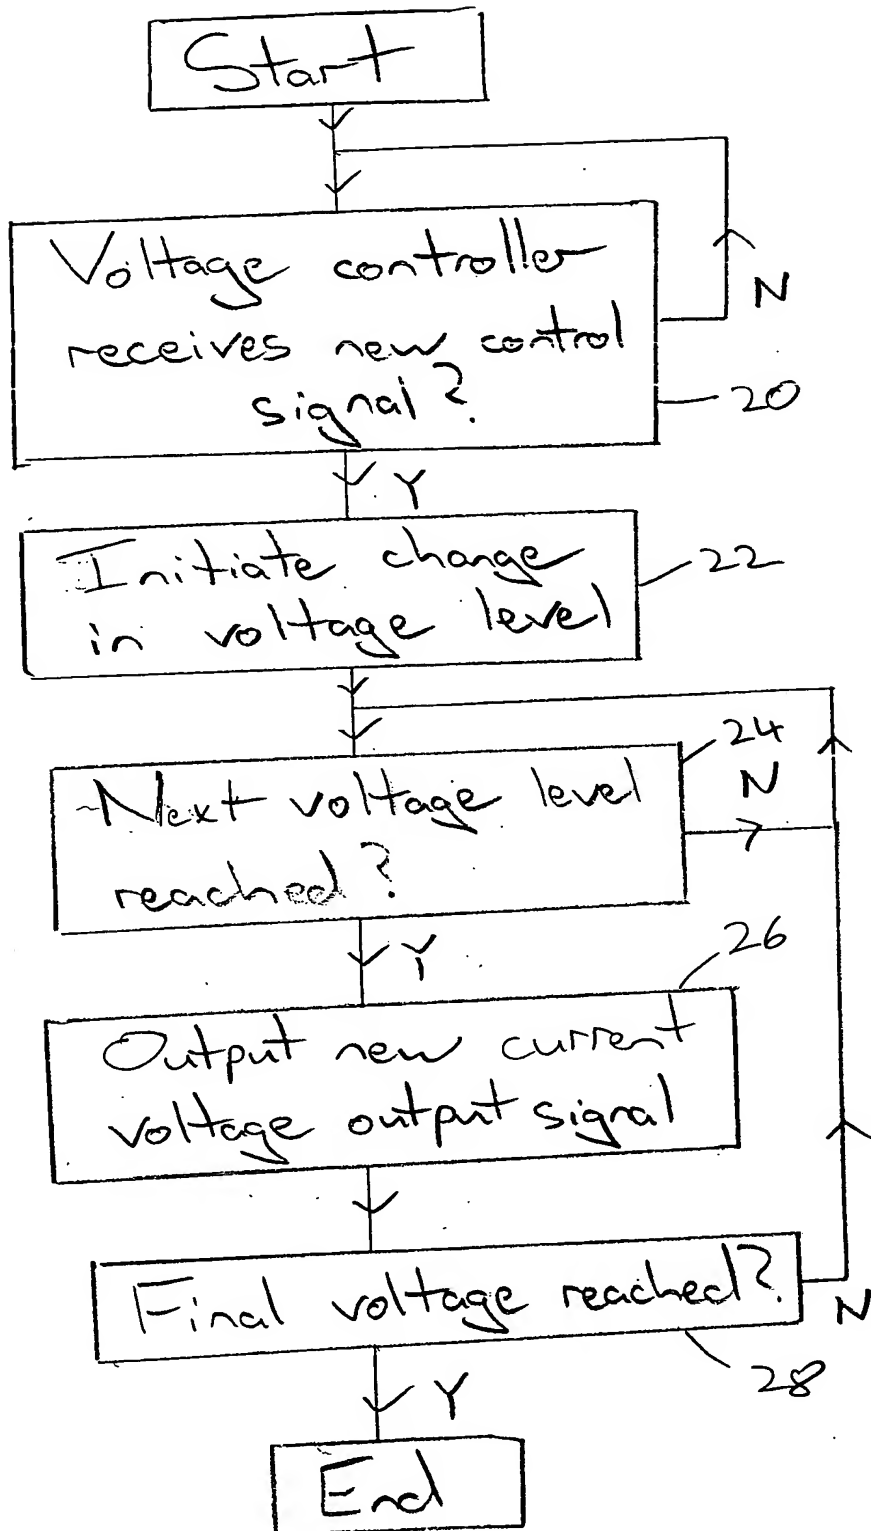 Start
Voltage controller
receives new control
signal?
N
20
Y
Initiate change
in voltage level
22
Next voltage level
reached?
24
N
Y
26
Output new current
voltage output signal
Final voltage reached?
N
28
Y
End